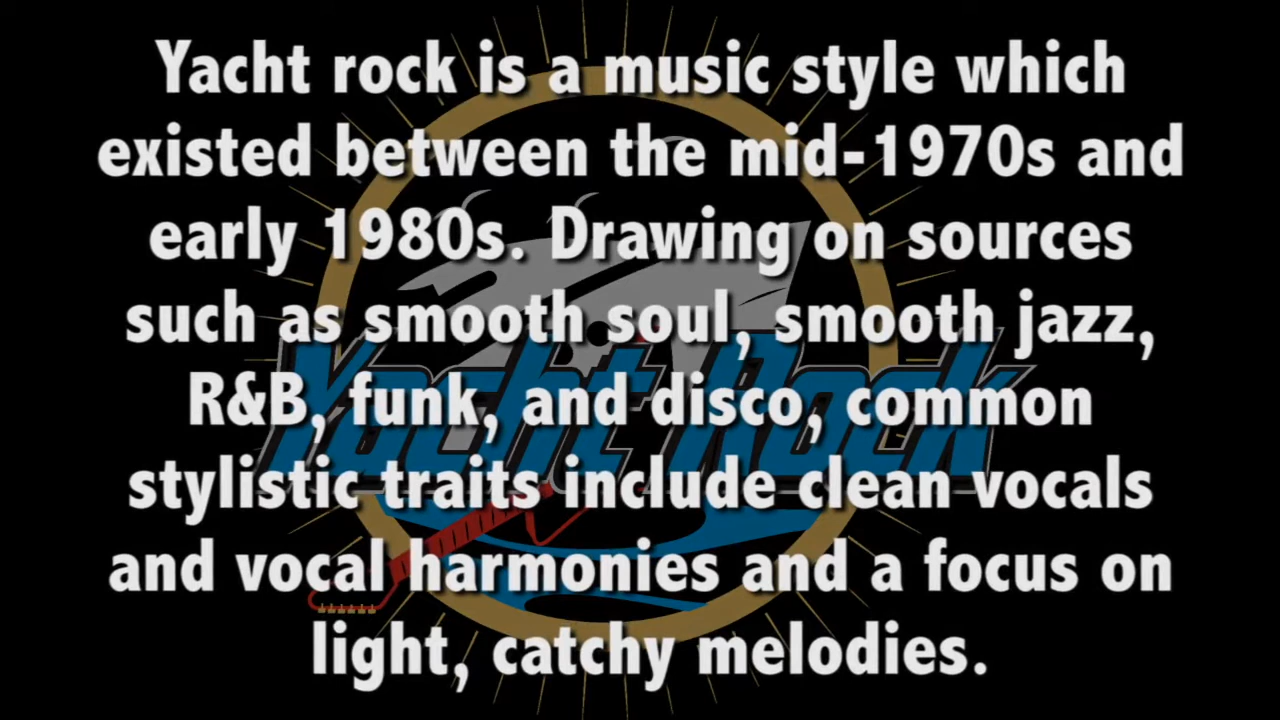 Yacht rock is a music style which
existed between the mid-1970s and
early 1980s. Drawing on sources
such as smooth soul, smooth jazz,
R&B, funk, and disco, common
stylistic traits include clean vocals
and vocal harmonies and a focus on
light, catchy melodies.
Yacht Rock